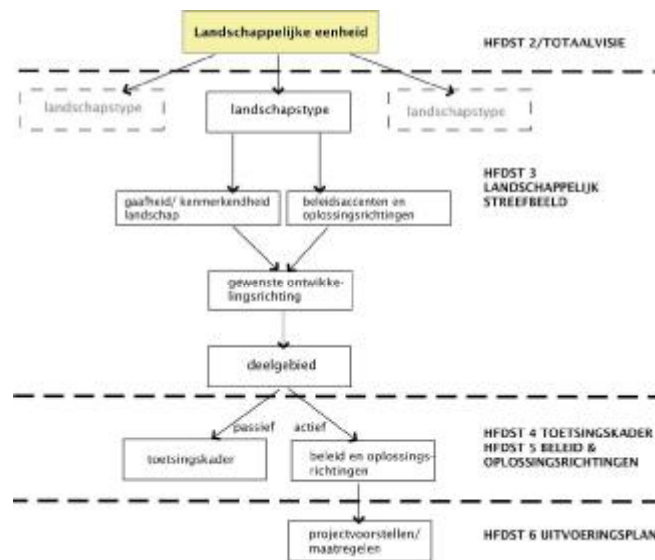 Landschappelijke eenheid
HFDST 2/TOTAALVISIE
landschapstype
landschapstype
landschapstype
HFDST 3
LANDSCHAPPELIJK
STREEFBEELD
gaafheid/ kenmerkendheid
landschap
beleidsaccenten en
oplossingsrichtingen
gewenste ontwikke-
lingsrichting
deelgebied
passief
actief
HFDST 4 TOETSINGSKADER
HFDST 5 BELEID &
OPLOSSINGSRICHTINGEN
toetsingskader
beleid en oplossings-
richtingen
projectvoorstellen/
maatregelen
HFDST 6 UITVOERINGSPLAN